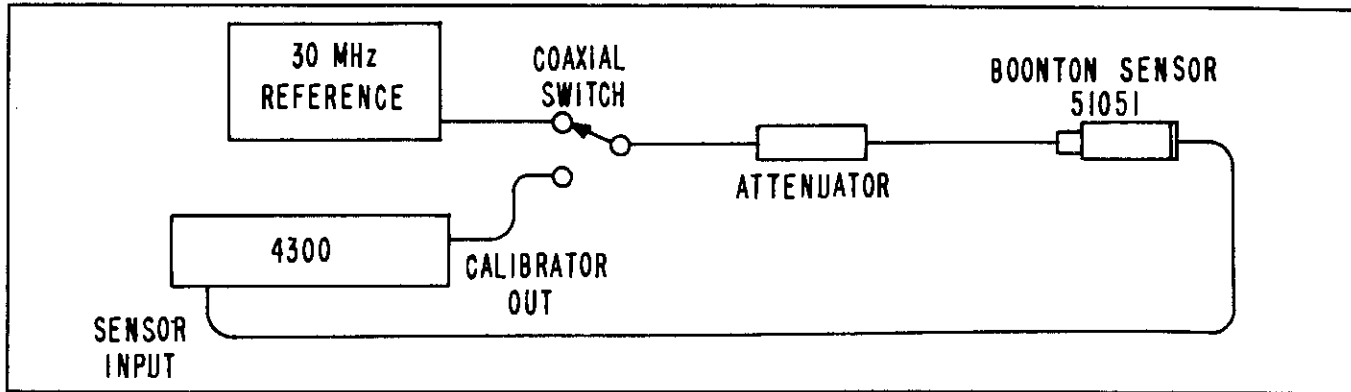 30 MHz
REFERENCE
COAXIAL
SWITCH
BOONTON SENSOR
51051
ATTENUATOR
4300
CALIBRATOR
OUT
SENSOR
INPUT